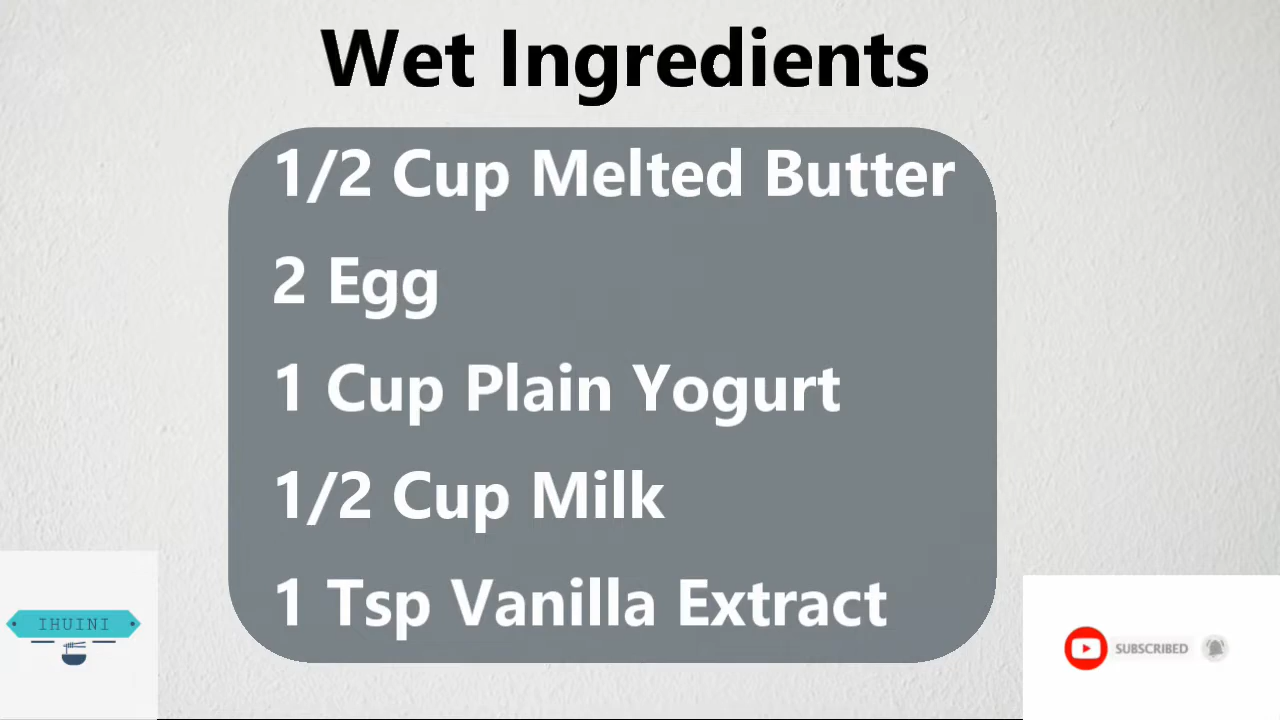 Wet Ingredients
1/2 Cup Melted Butter
2 Egg
1 Cup Plain Yogurt
1/2 Cup Milk
1 Tsp Vanilla Extract
IHUINI
SUBSCRIBED